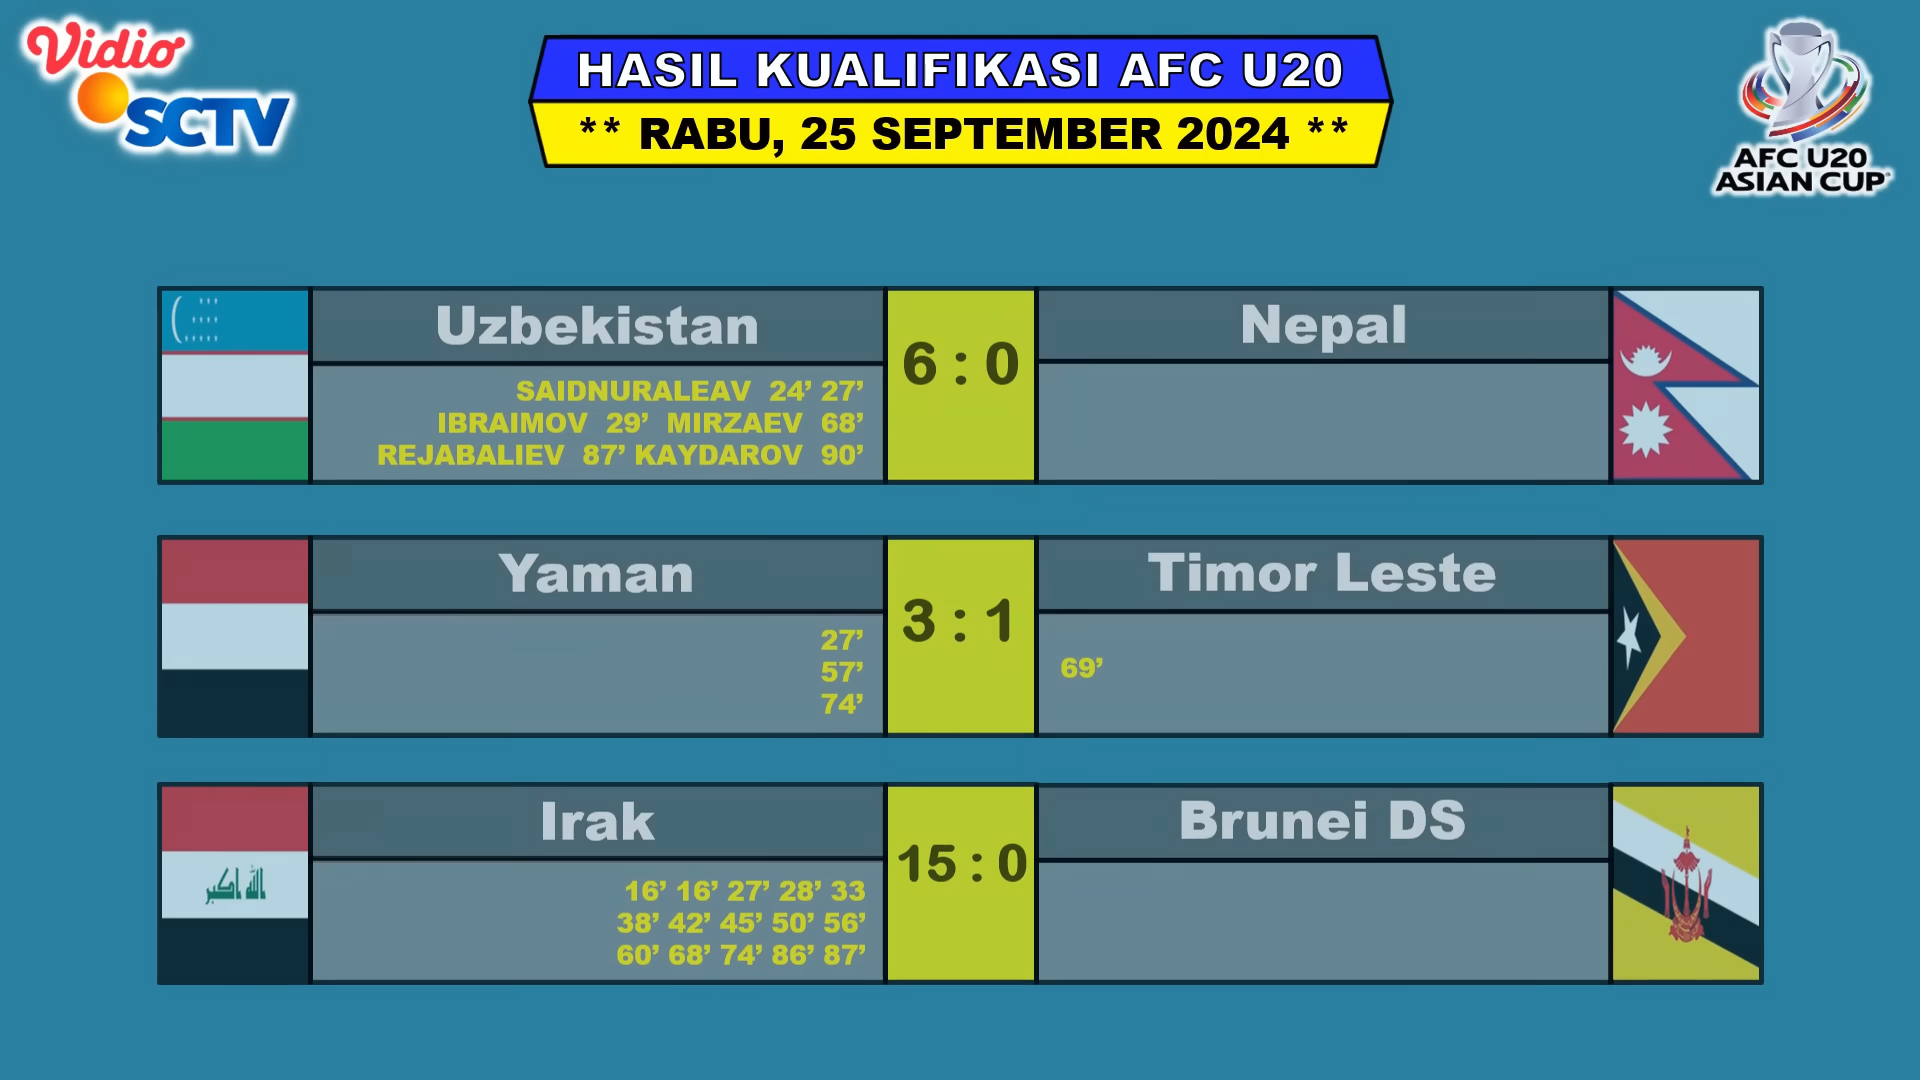 Vidio
SCTV
HASIL KUALIFIKASI AFC U20
** RABU, 25 SEPTEMBER 2024 **
AFC U20
ASIAN CUP
Uzbekistan
6 : 0
Nepal
SAIDNURALEAV 24’ 27’
IBRAIMOV 29’ MIRZAEV 68’
REJABALIEV 87’ KAYDAROV 90’
Yaman
3 : 1
Timor Leste
27’
57’
74’
69’
Irak
15 : 0
Brunei DS
الله اكبر
16’ 16’ 27’ 28’ 33
38’ 42’ 45’ 50’ 56’
60’ 68’ 74’ 86’ 87’